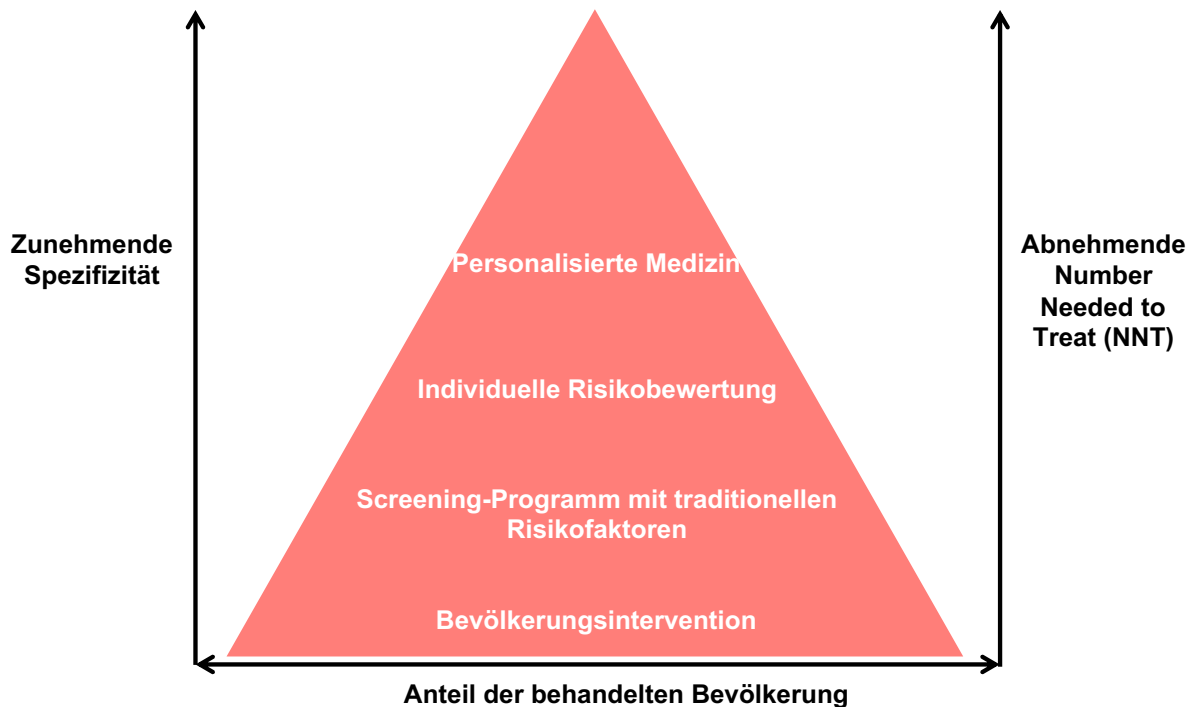 Zunehmende
Spezifizität
Personalisierte Medizin
Individuelle Risikobewertung
Screening-Programm mit traditionellen
Risikofaktoren
Bevölkerungsintervention
Abnehmende
Number
Needed to
Treat (NNT)
Anteil der behandelten Bevölkerung